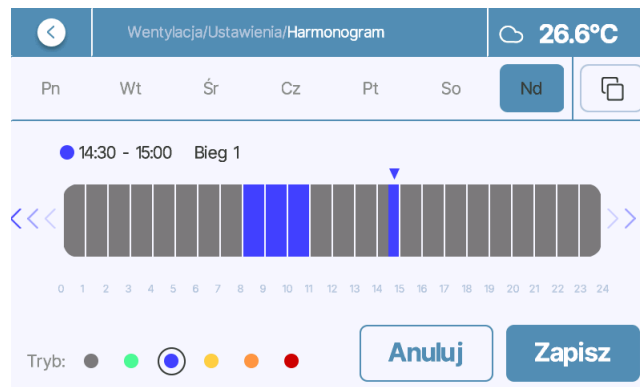 Wentylacja/Ustawienia/Harmonogram
26.6°C
Pn Wt Śr Cz Pt So Nd
14:30 - 15:00 Bieg 1
0 1 2 3 4 5 6 7 8 9 10 11 12 13 14 15 16 17 18 19 20 21 22 23 24
Tryb:
Anuluj
Zapisz